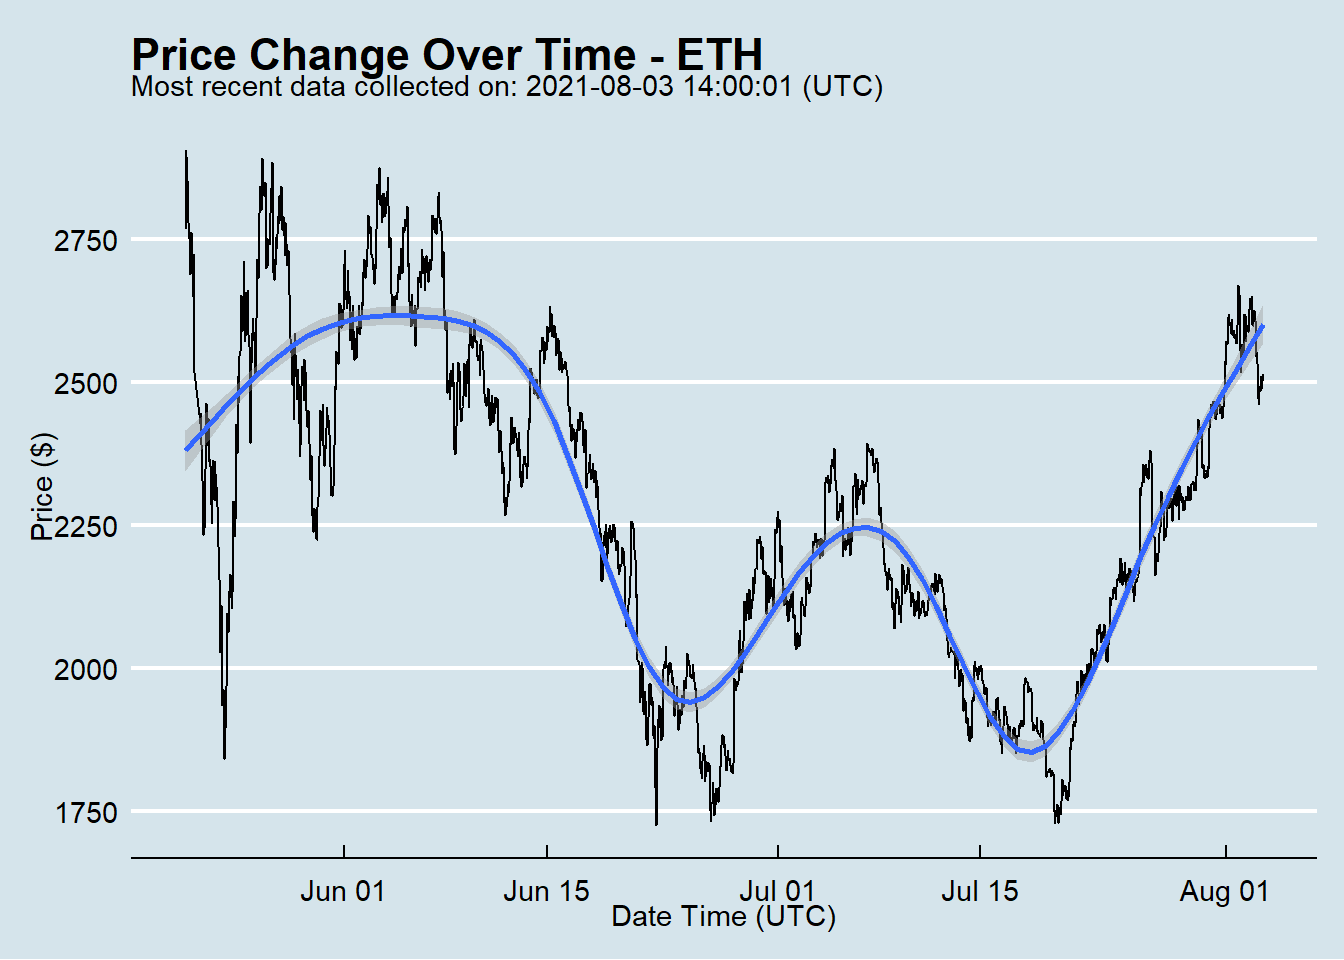 Price Change Over Time - ETH
Most recent data collected on: 2021-08-03 14:00:01 (UTC)
Price ($)
2750
2500
2250
2000
1750
Jun 01
Jun 15
Jul 01
Jul 15
Aug 01
Date Time (UTC)